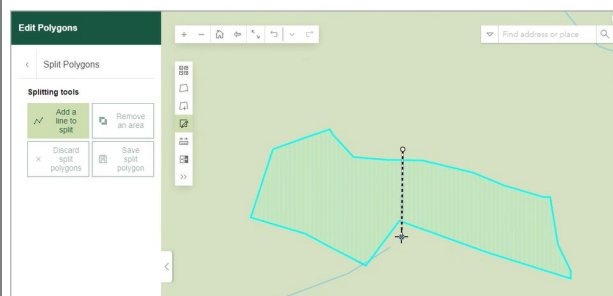 Edit Polygons
Split Polygons
Splitting tools
Add a
line to
split
Remove
an area
Discard
split
polygons
Save
split
polygon
Find address or place